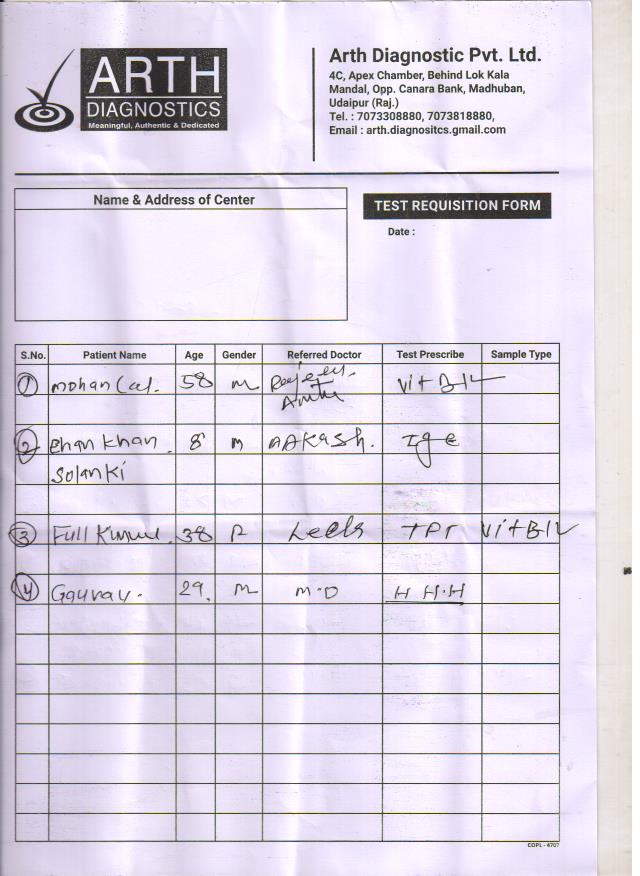 ARTH
DIAGNOSTICS
Meaningful, Authentic & Dedicated
Arth Diagnostic Pvt. Ltd.
4C, Apex Chamber, Behind Lok Kala
Mandal, Opp. Canara Bank, Madhuban,
Udaipur (Raj.)
Tel. : 7073308880, 7073818880,
Email : arth.diagnositcs.gmail.com
Name & Address of Center
TEST REQUISITION FORM
Date :
S.No. Patient Name Age Gender Referred Doctor Test Prescribe Sample Type
1 mohan Lal. 58 m Vit B12
2 khan 8 m AAKash. Ige
Solanki
3 Full 38 F Vit B12
4 Gaurav. 29. m M.D H H.H
COPL - 4707